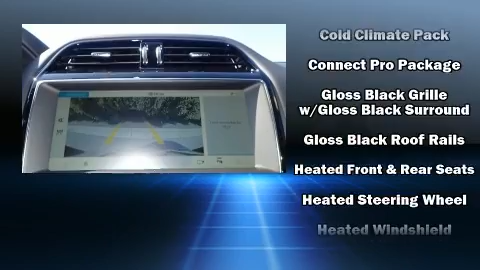 Cold Climate Pack
Connect Pro Package
Gloss Black Grille
w/Gloss Black Surround
Gloss Black Roof Rails
Heated Front & Rear Seats
Heated Steering Wheel
Heated Windshield